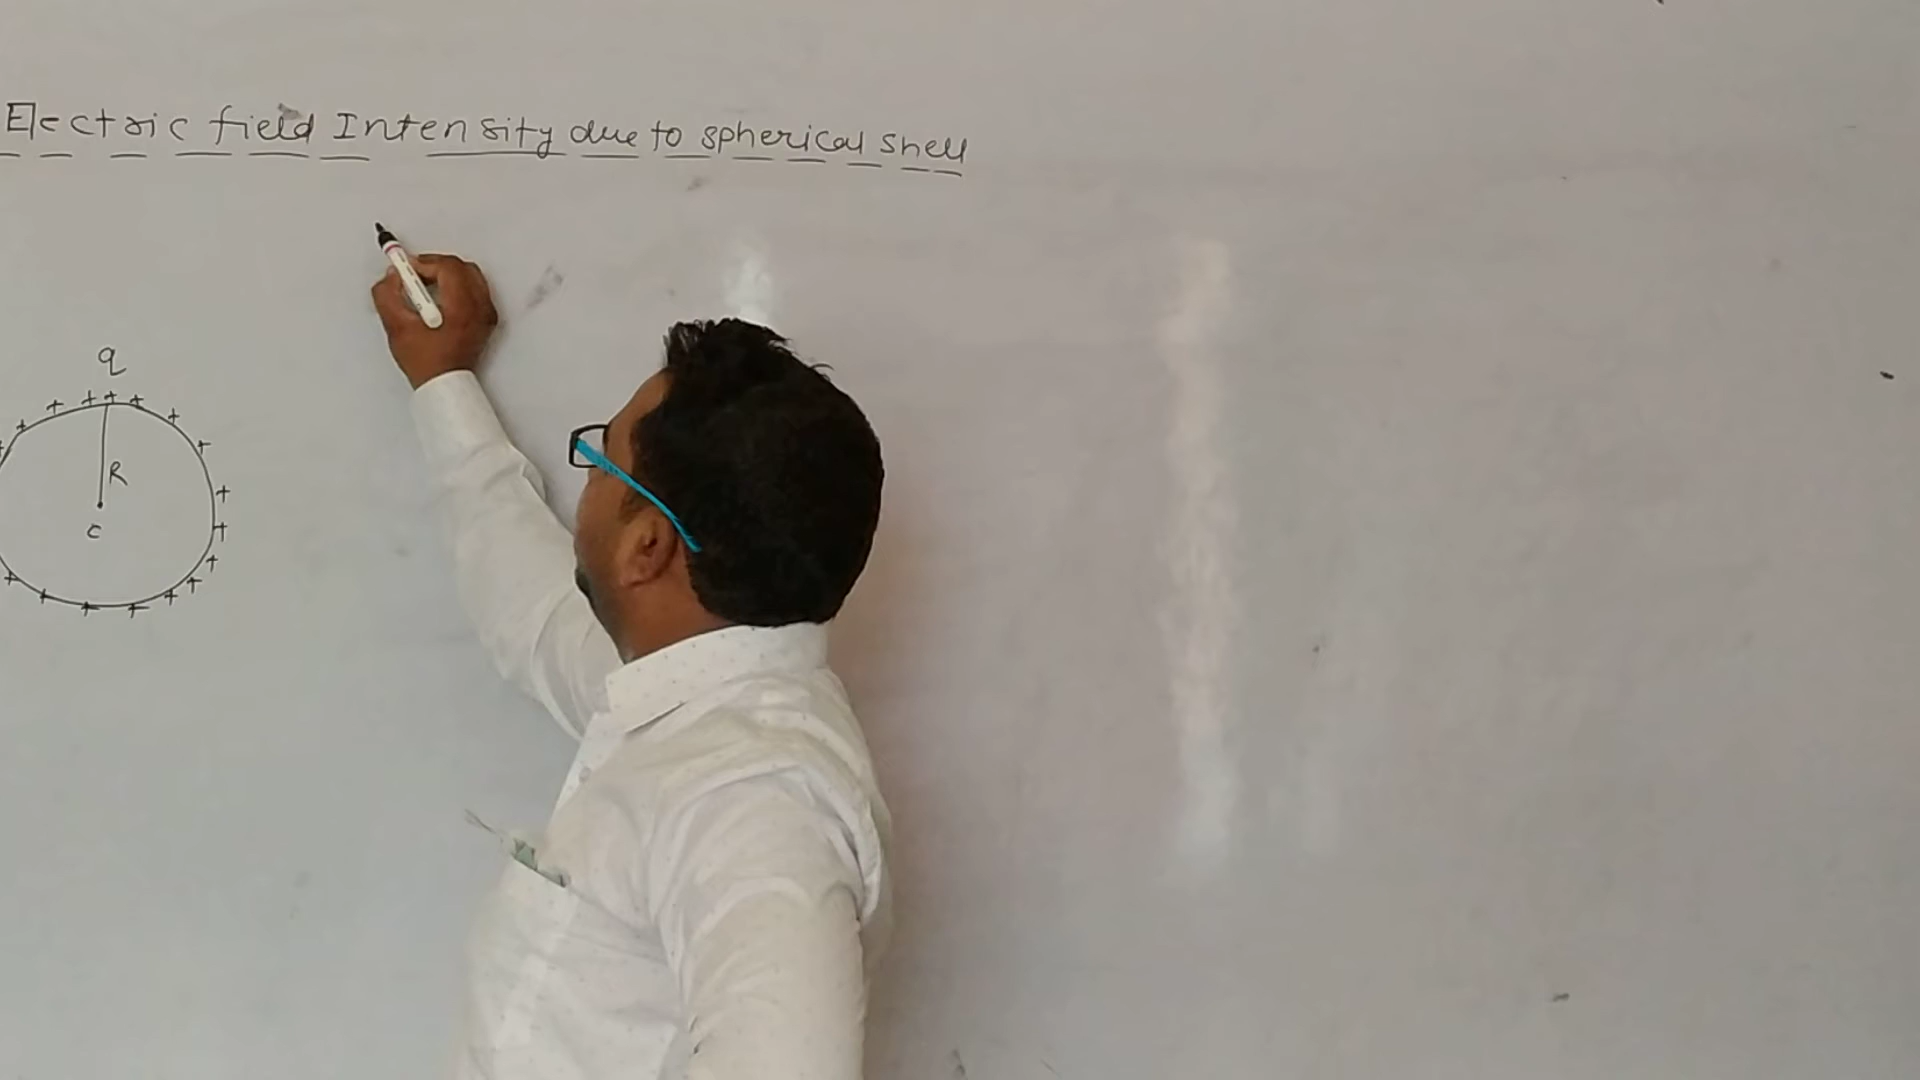 Electric field Intensity due to spherical shell
q
+ + + + + + +
R
+ +
c
+
+ +
+ + + + +